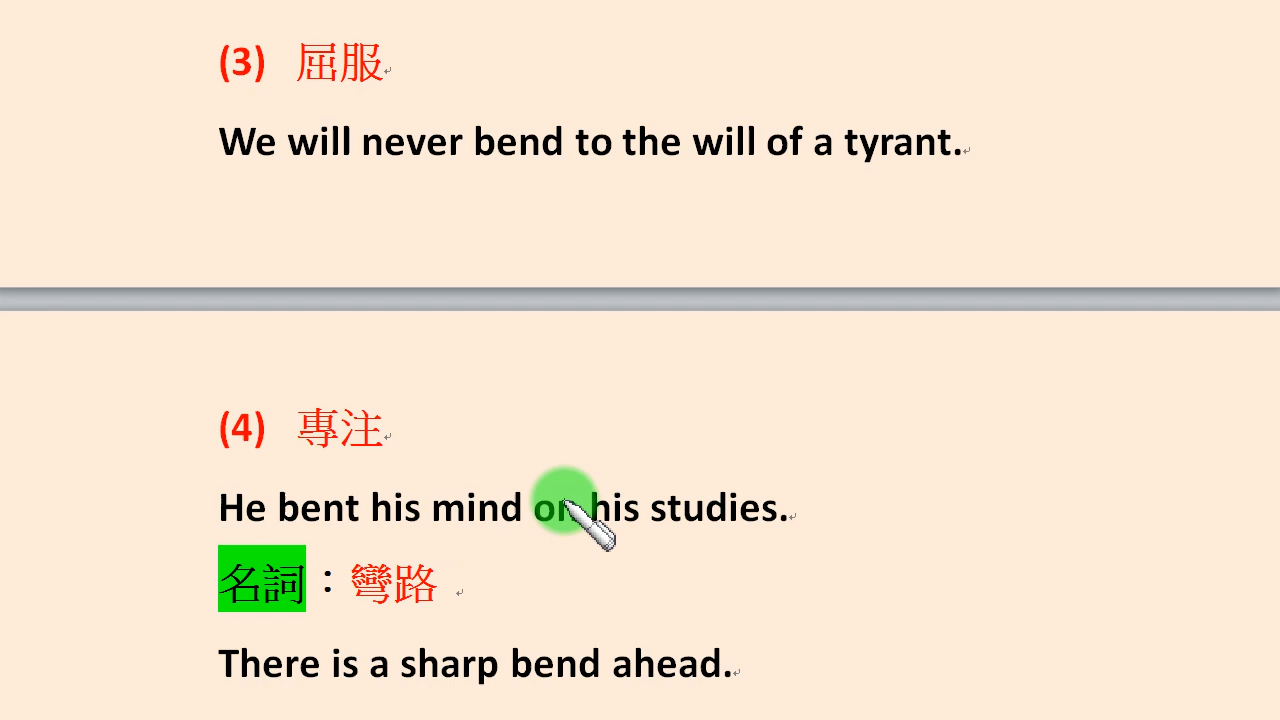 (3) 屈服
We will never bend to the will of a tyrant.
(4) 專注
He bent his mind on his studies.
名詞：彎路
There is a sharp bend ahead.